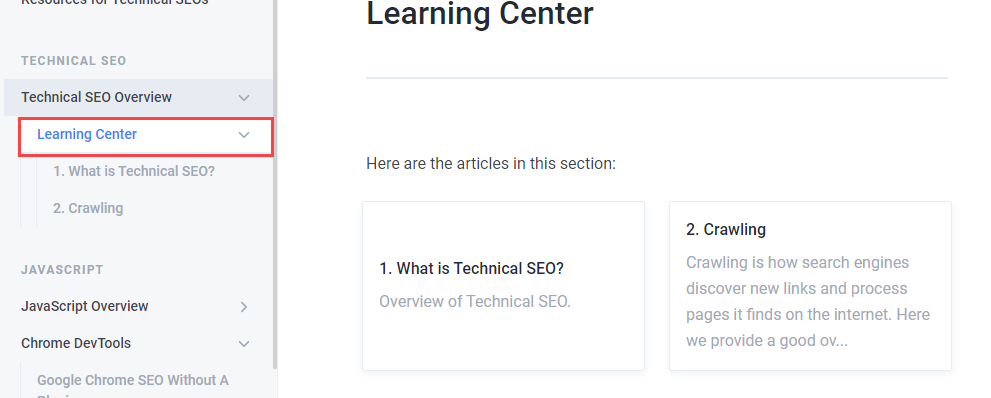 Resources for Technical SEOs
TECHNICAL SEO
Technical SEO Overview
Learning Center
1. What is Technical SEO?
2. Crawling
JAVASCRIPT
JavaScript Overview
Chrome DevTools
Google Chrome SEO Without A
Learning Center
Here are the articles in this section:
1. What is Technical SEO?
Overview of Technical SEO.
2. Crawling
Crawling is how search engines
discover new links and process
pages it finds on the internet. Here
we provide a good ov...